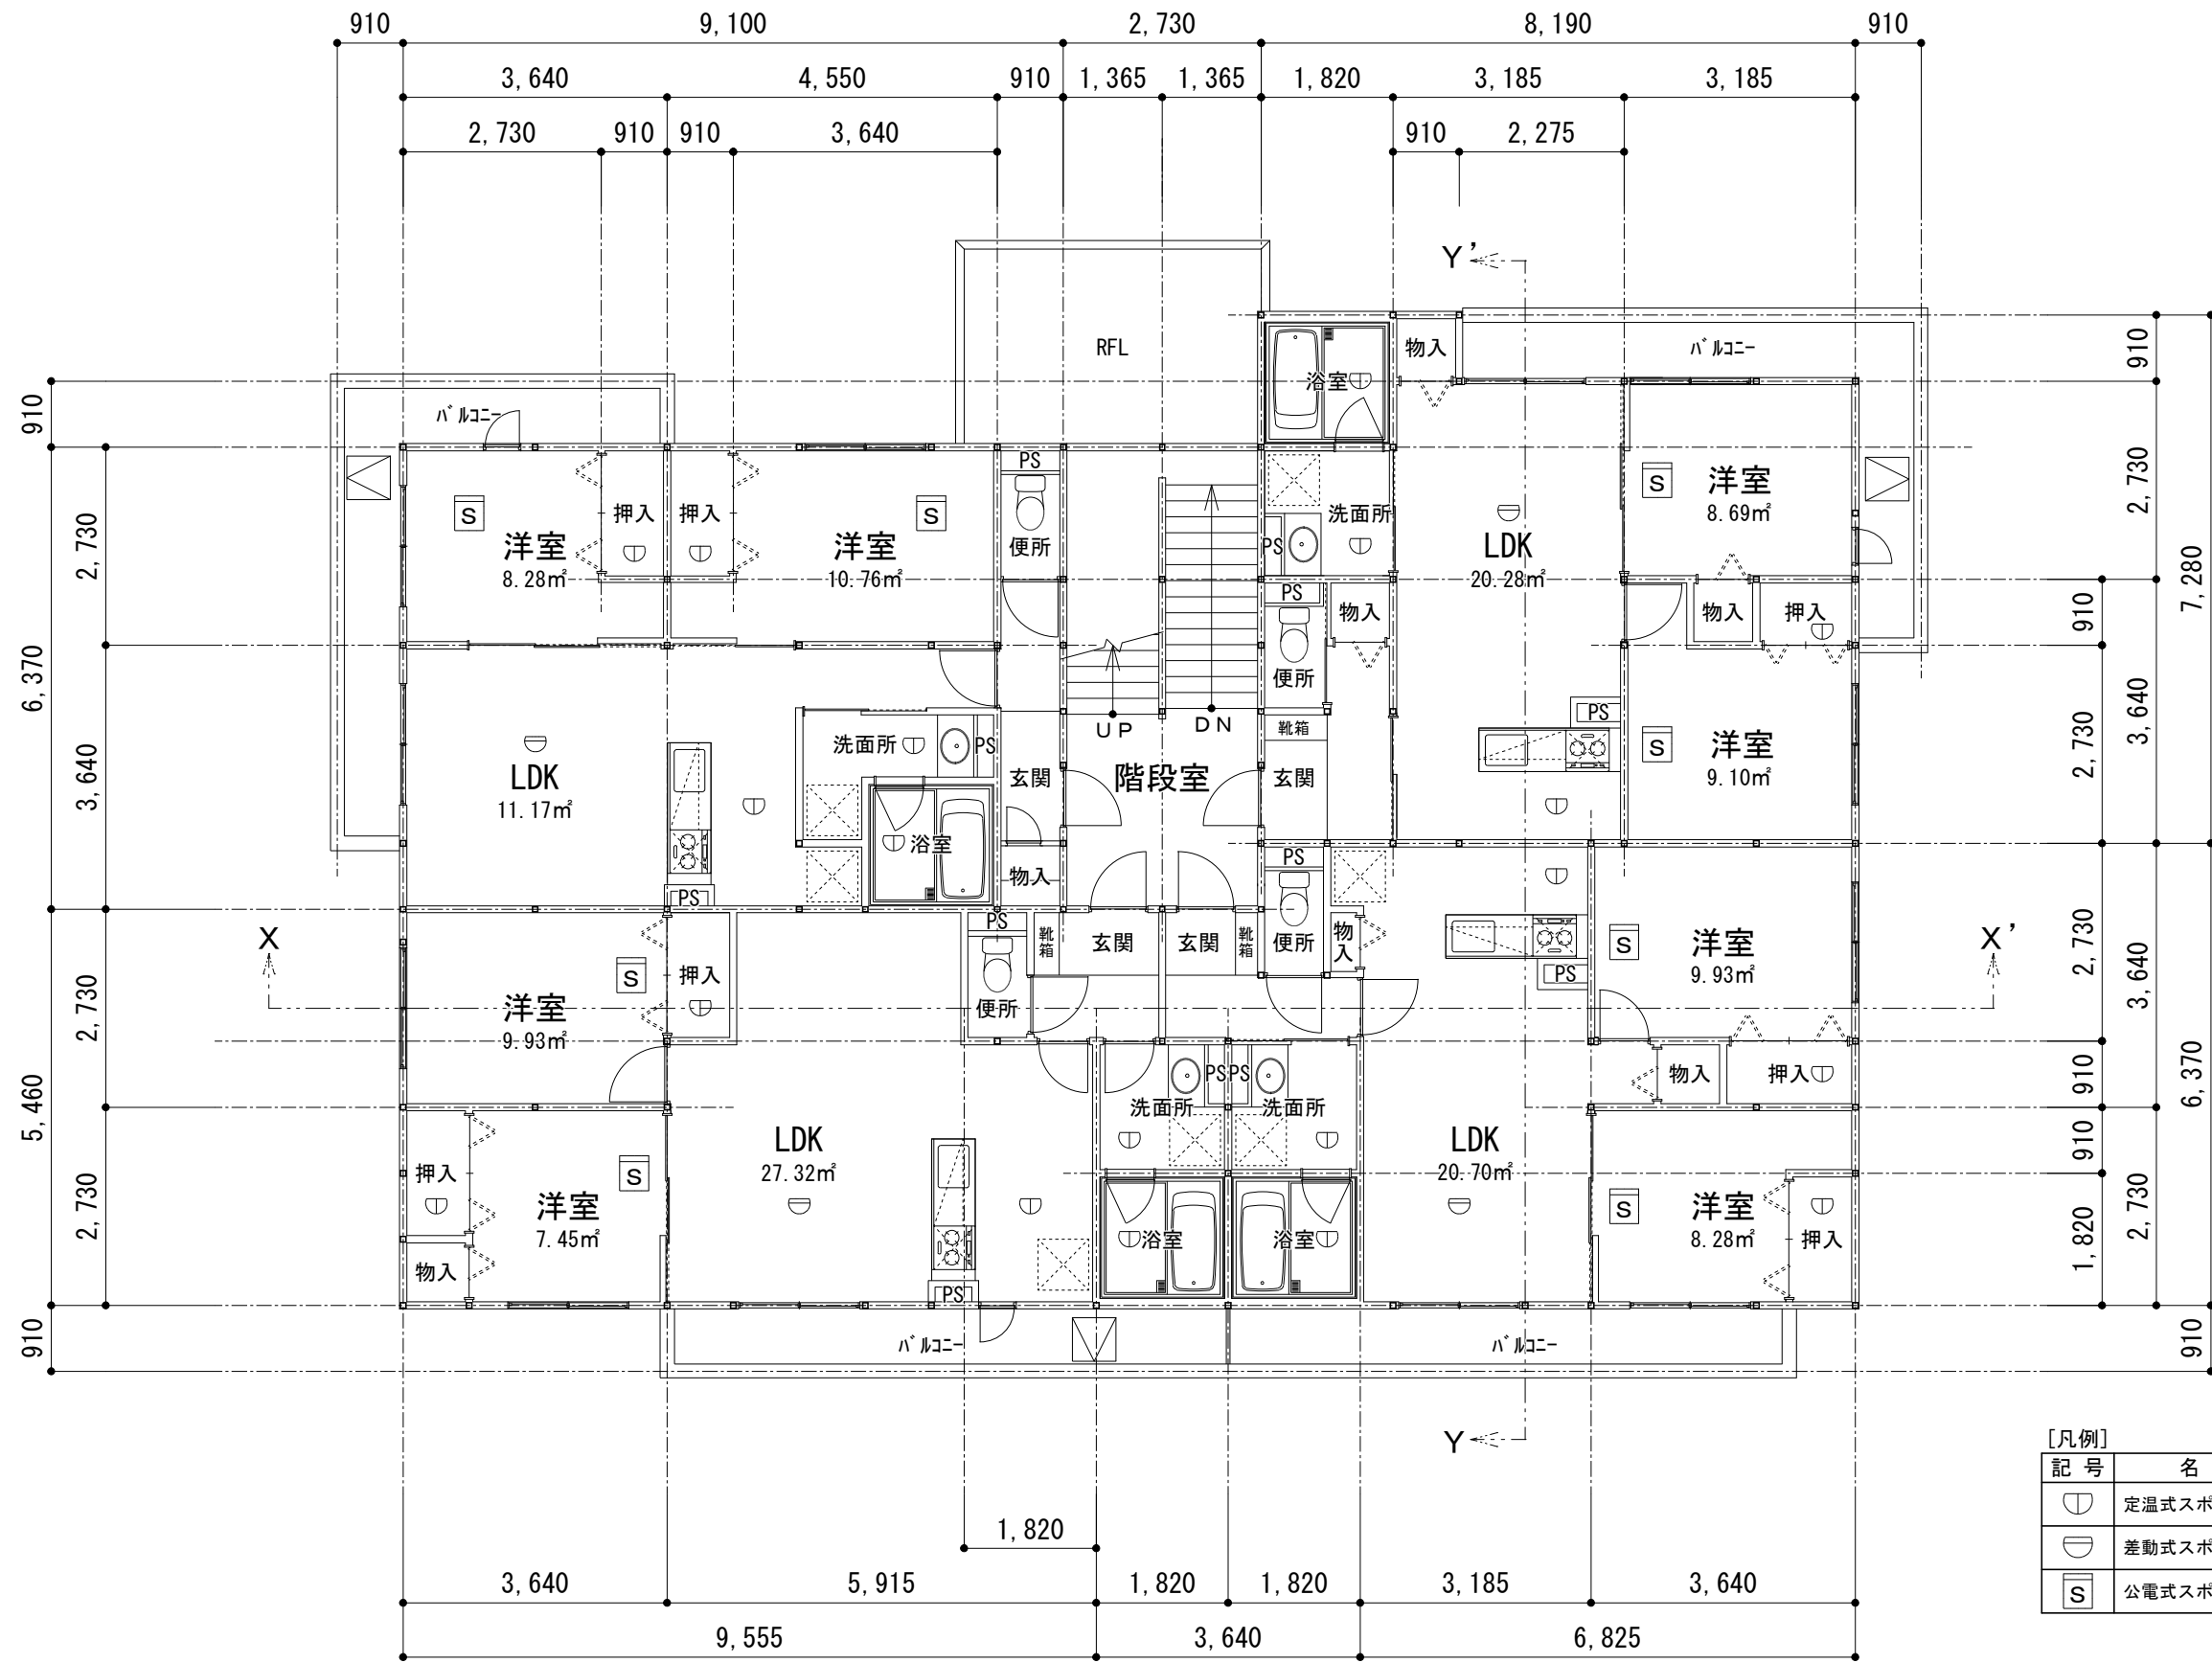 910
9,100
2,730
8,190
910
3,640
4,550
910
1,365
1,365
1,820
3,185
3,185
2,730
910
910
3,640
910
2,275
Y'
RFL
物入
バルコニー
浴室
910
バルコニー
910
PS
S
洋室
8.69㎡
S
押入
押入
S
洗面所
2,730
洋室
8.28㎡
洋室
10.76㎡
便所
PS
LDK
20.28㎡
2,730
7,280
PS
物入
物入
押入
910
6,370
便所
3,640
UP
DN
靴箱
PS
洗面所
PS
S
洋室
9.10㎡
2,730
3,640
LDK
11.17㎡
玄関
階段室
玄関
浴室
物入
PS
PS
PS
X
靴箱
玄関
玄関
靴箱
便所
物入
S
洋室
9.93㎡
X'
2,730
3,640
S
押入
PS
洋室
9.93㎡
便所
2,730
5,460
PS
PS
物入
押入
910
6,370
洗面所
洗面所
LDK
27.32㎡
LDK
20.70㎡
910
押入
S
洋室
7.45㎡
S
洋室
8.28㎡
押入
2,730
浴室
浴室
1,820
2,730
物入
PS
910
バルコニー
バルコニー
910
Y
[凡例]
記 号
名
定温式スポ
差動式スポ
S
公電式スポ
1,820
3,640
5,915
1,820
1,820
3,185
3,640
9,555
3,640
6,825